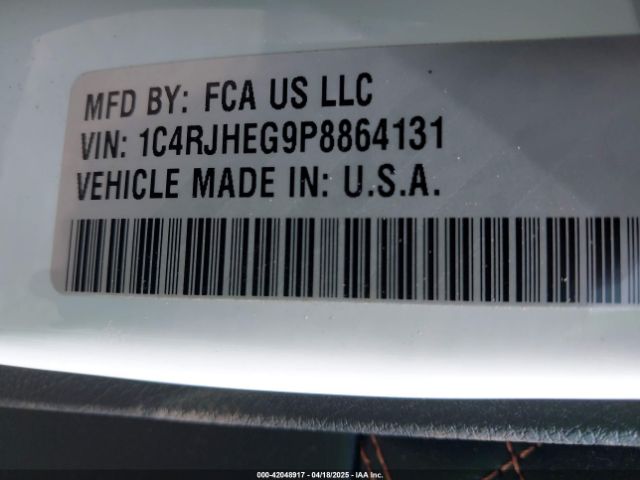 MFD BY: FCA US LLC
VIN: 1C4RJHEG9P8864131
VEHICLE MADE IN: U.S.A.
000-42048917 - 04/18/2025 - IAA Inc.